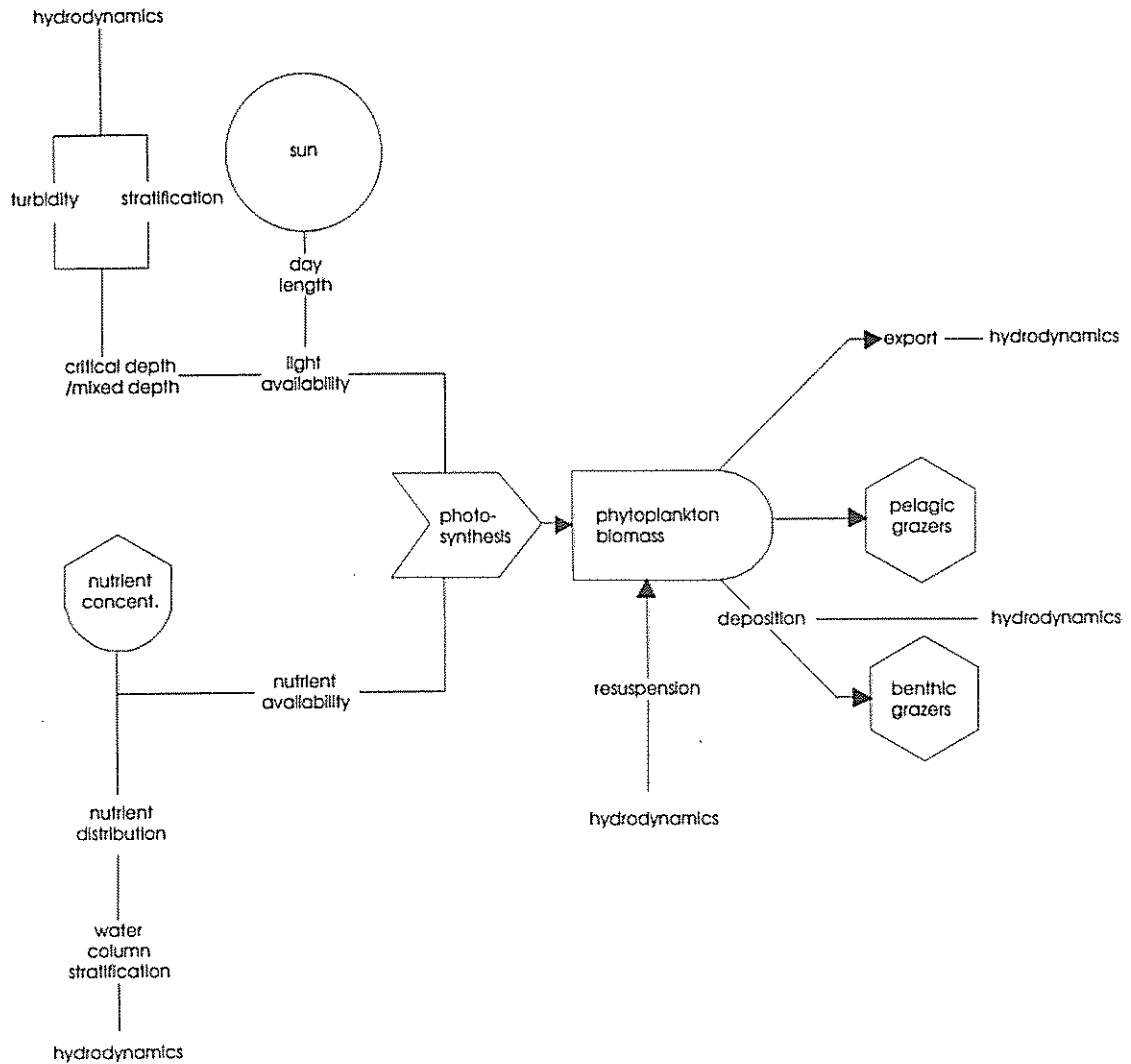 hydrodynamics
sun
turbidity
stratification
day
length
critical depth
/mixed depth
light
availability
export
hydrodynamics
photo-
synthesis
phytoplankton
biomass
pelagic
grazers
nutrient
concent.
deposition
hydrodynamics
nutrient
availability
resuspension
benthic
grazers
nutrient
distribution
hydrodynamics
water
column
stratification
hydrodynamics